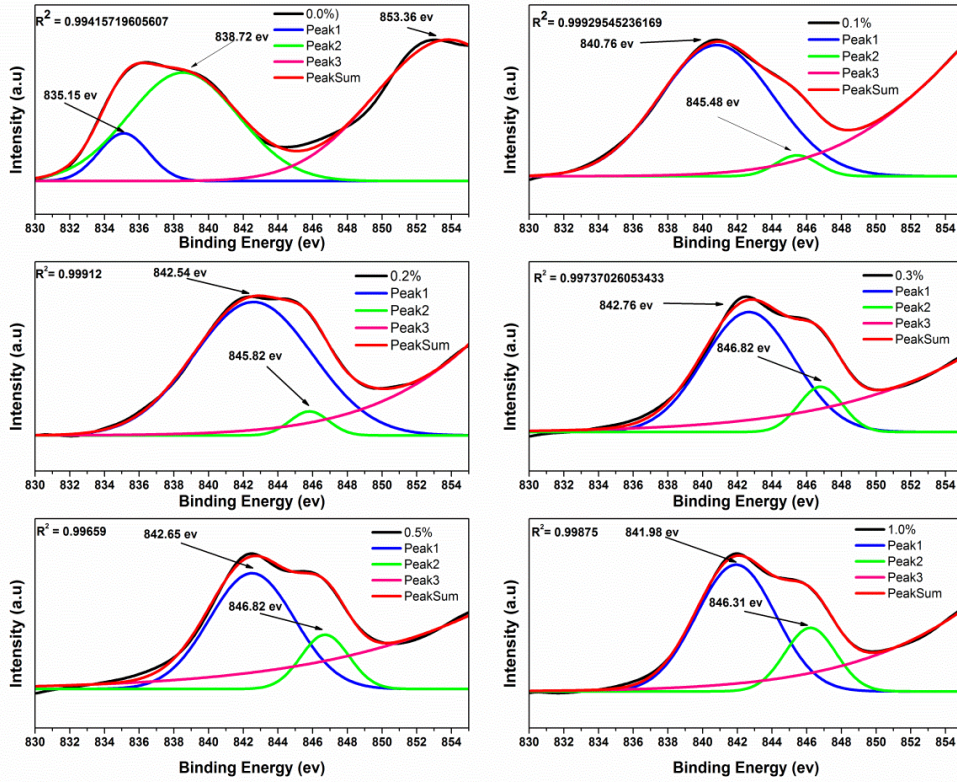 R² = 0.99415719605607
838.72 ev
835.15 ev
853.36 ev
0.0%)
Peak1
Peak2
Peak3
PeakSum
Intensity (a.u)
830 832 834 836 838 840 842 844 846 848 850 852 854
Binding Energy (ev)
R² = 0.99929545236169
840.76 ev
845.48 ev
0.1%
Peak1
Peak2
Peak3
PeakSum
Intensity (a.u)
830 832 834 836 838 840 842 844 846 848 850 852 854
Binding Energy (ev)
R² = 0.99912
842.54 ev
845.82 ev
0.2%
Peak1
Peak2
Peak3
PeakSum
Intensity (a.u)
830 832 834 836 838 840 842 844 846 848 850 852 854
Binding Energy (ev)
R² = 0.99737026053433
842.76 ev
846.82 ev
0.3%
Peak1
Peak2
Peak3
PeakSum
Intensity (a.u)
830 832 834 836 838 840 842 844 846 848 850 852 854
Binding Energy (ev)
R² = 0.99659
842.65 ev
846.82 ev
0.5%
Peak1
Peak2
Peak3
PeakSum
Intensity (a.u)
830 832 834 836 838 840 842 844 846 848 850 852 854
Binding Energy (ev)
R² = 0.99875
841.98 ev
846.31 ev
1.0%
Peak1
Peak2
Peak3
PeakSum
Intensity (a.u)
830 832 834 836 838 840 842 844 846 848 850 852 854
Binding Energy (ev)